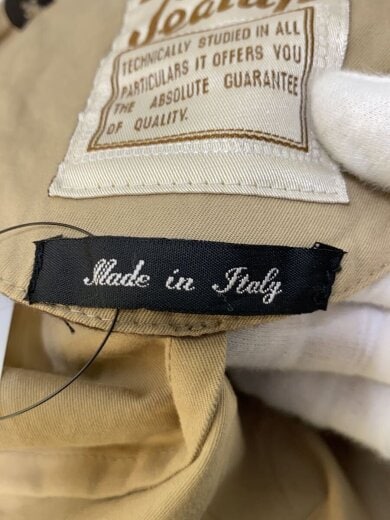 TECHNICALLY STUDIED IN ALL
PARTICULARS IT OFFERS YOU
THE ABSOLUTE GUARANTEE
OF QUALITY.
Made in Italy